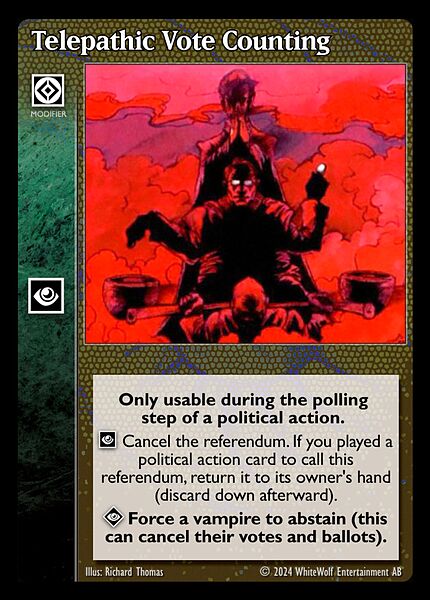 Telepathic Vote Counting
MODIFIER
Only usable during the polling
step of a political action.
Cancel the referendum. If you played a
political action card to call this
referendum, return it to its owner's hand
(discard down afterward).
Force a vampire to abstain (this
can cancel their votes and ballots).
Illus: Richard Thomas
© 2024 WhiteWolf Entertainment AB